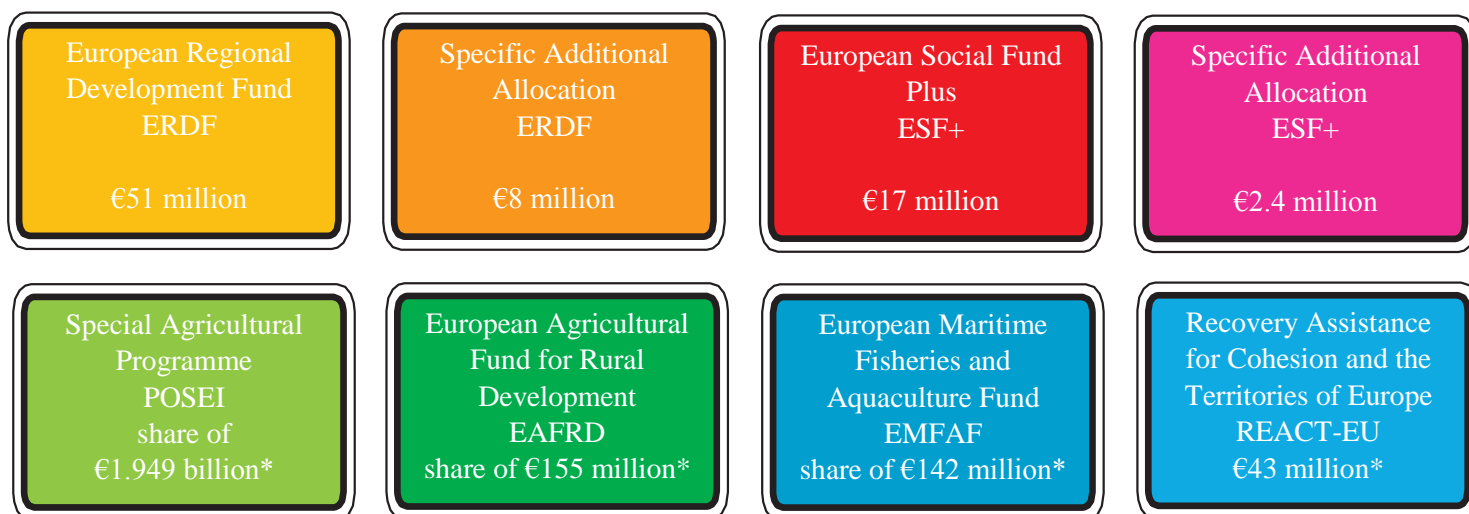 European Regional
Development Fund
ERDF
€51 million
Specific Additional
Allocation
ERDF
€8 million
European Social Fund
Plus
ESF+
€17 million
Specific Additional
Allocation
ESF+
€2.4 million
Special Agricultural
Programme
POSEI
share of
€1.949 billion*
European Agricultural
Fund for Rural
Development
EAFRD
share of €155 million*
European Maritime
Fisheries and
Aquaculture Fund
EMFAF
share of €142 million*
Recovery Assistance
for Cohesion and the
Territories of Europe
REACT-EU
€43 million*